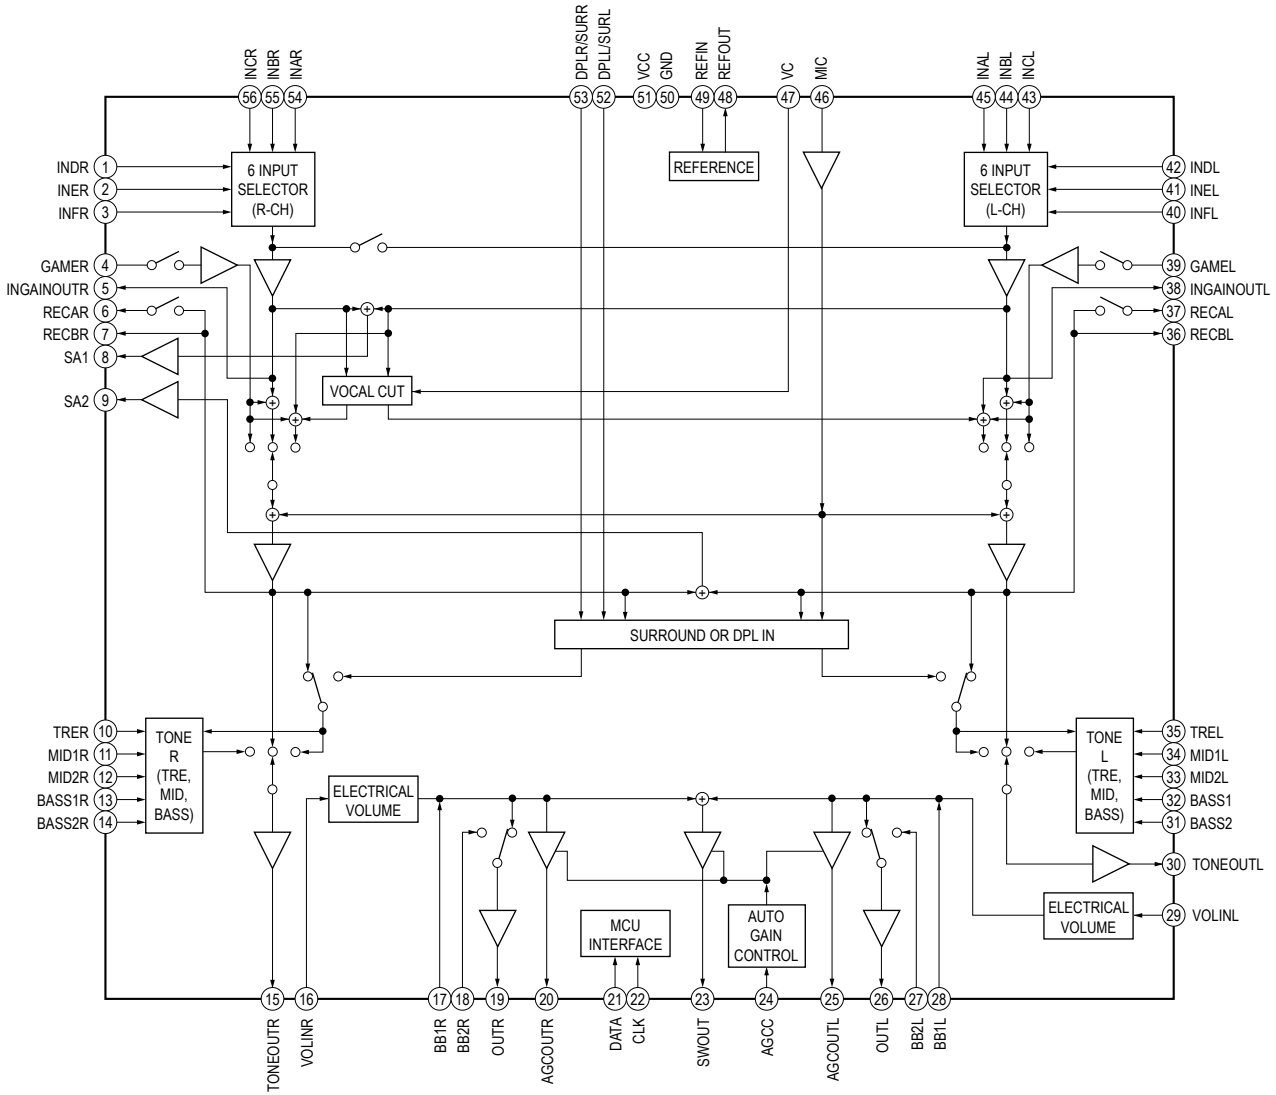 INCR
INBR
INAR
DPLR/SURR
DPLL/SURL
VCC
GND
REFIN
REFOUT
VC
MIC
INAL
INBL
INCL
56
55
54
53
52
51
50
49
48
47
46
45
44
43
INDR 1
INER 2
INFR 3
6 INPUT
SELECTOR
(R-CH)
REFERENCE
6 INPUT
SELECTOR
(L-CH)
42 INDL
41 INEL
40 INFL
GAMER 4
INGAINOUTR 5
RECAR 6
RECBR 7
SA1 8
SA2 9
39 GAMEL
38 INGAINOUTL
37 RECAL
36 RECBL
+
VOCAL CUT
+
+
+
+
+
+
+
SURROUND OR DPL IN
TRER 10
MID1R 11
MID2R 12
BASS1R 13
BASS2R 14
TONE
R
(TRE,
MID,
BASS)
TONE
L
(TRE,
MID,
BASS)
35 TREL
34 MID1L
33 MID2L
32 BASS1
31 BASS2
ELECTRICAL
VOLUME
+
30 TONEOUTL
ELECTRICAL
VOLUME
29 VOLINL
MCU
INTERFACE
AUTO
GAIN
CONTROL
15
16
17
18
19
20
21
22
23
24
25
26
27
28
TONEOUTR
VOLINR
BB1R
BB2R
OUTR
AGCOUTR
DATA
CLK
SWOUT
AGCC
AGCOUTL
OUTL
BB2L
BB1L